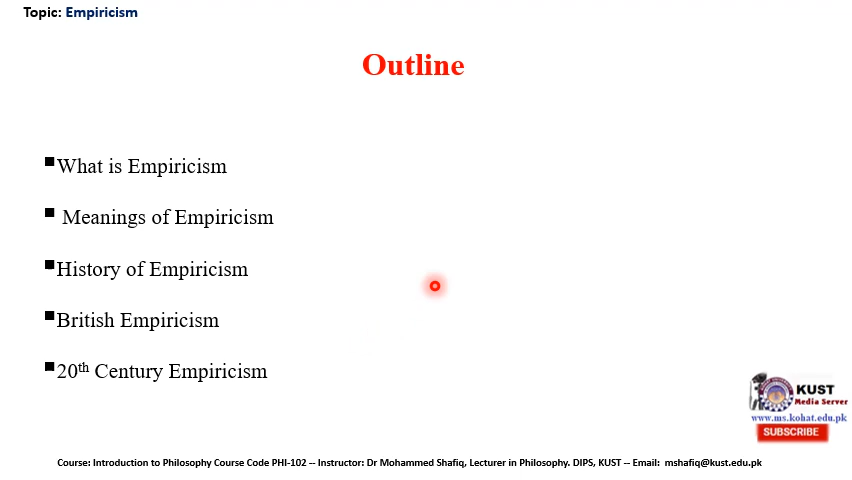 Topic: Empiricism
Outline
What is Empiricism
Meanings of Empiricism
History of Empiricism
British Empiricism
20th Century Empiricism
KUST
Media Server
www.ms.kohat.edu.pk
SUBSCRIBE
Course: Introduction to Philosophy Course Code PHI-102 -- Instructor: Dr Mohammed Shafiq, Lecturer in Philosophy. DIPS, KUST -- Email: mshafiq@kust.edu.pk